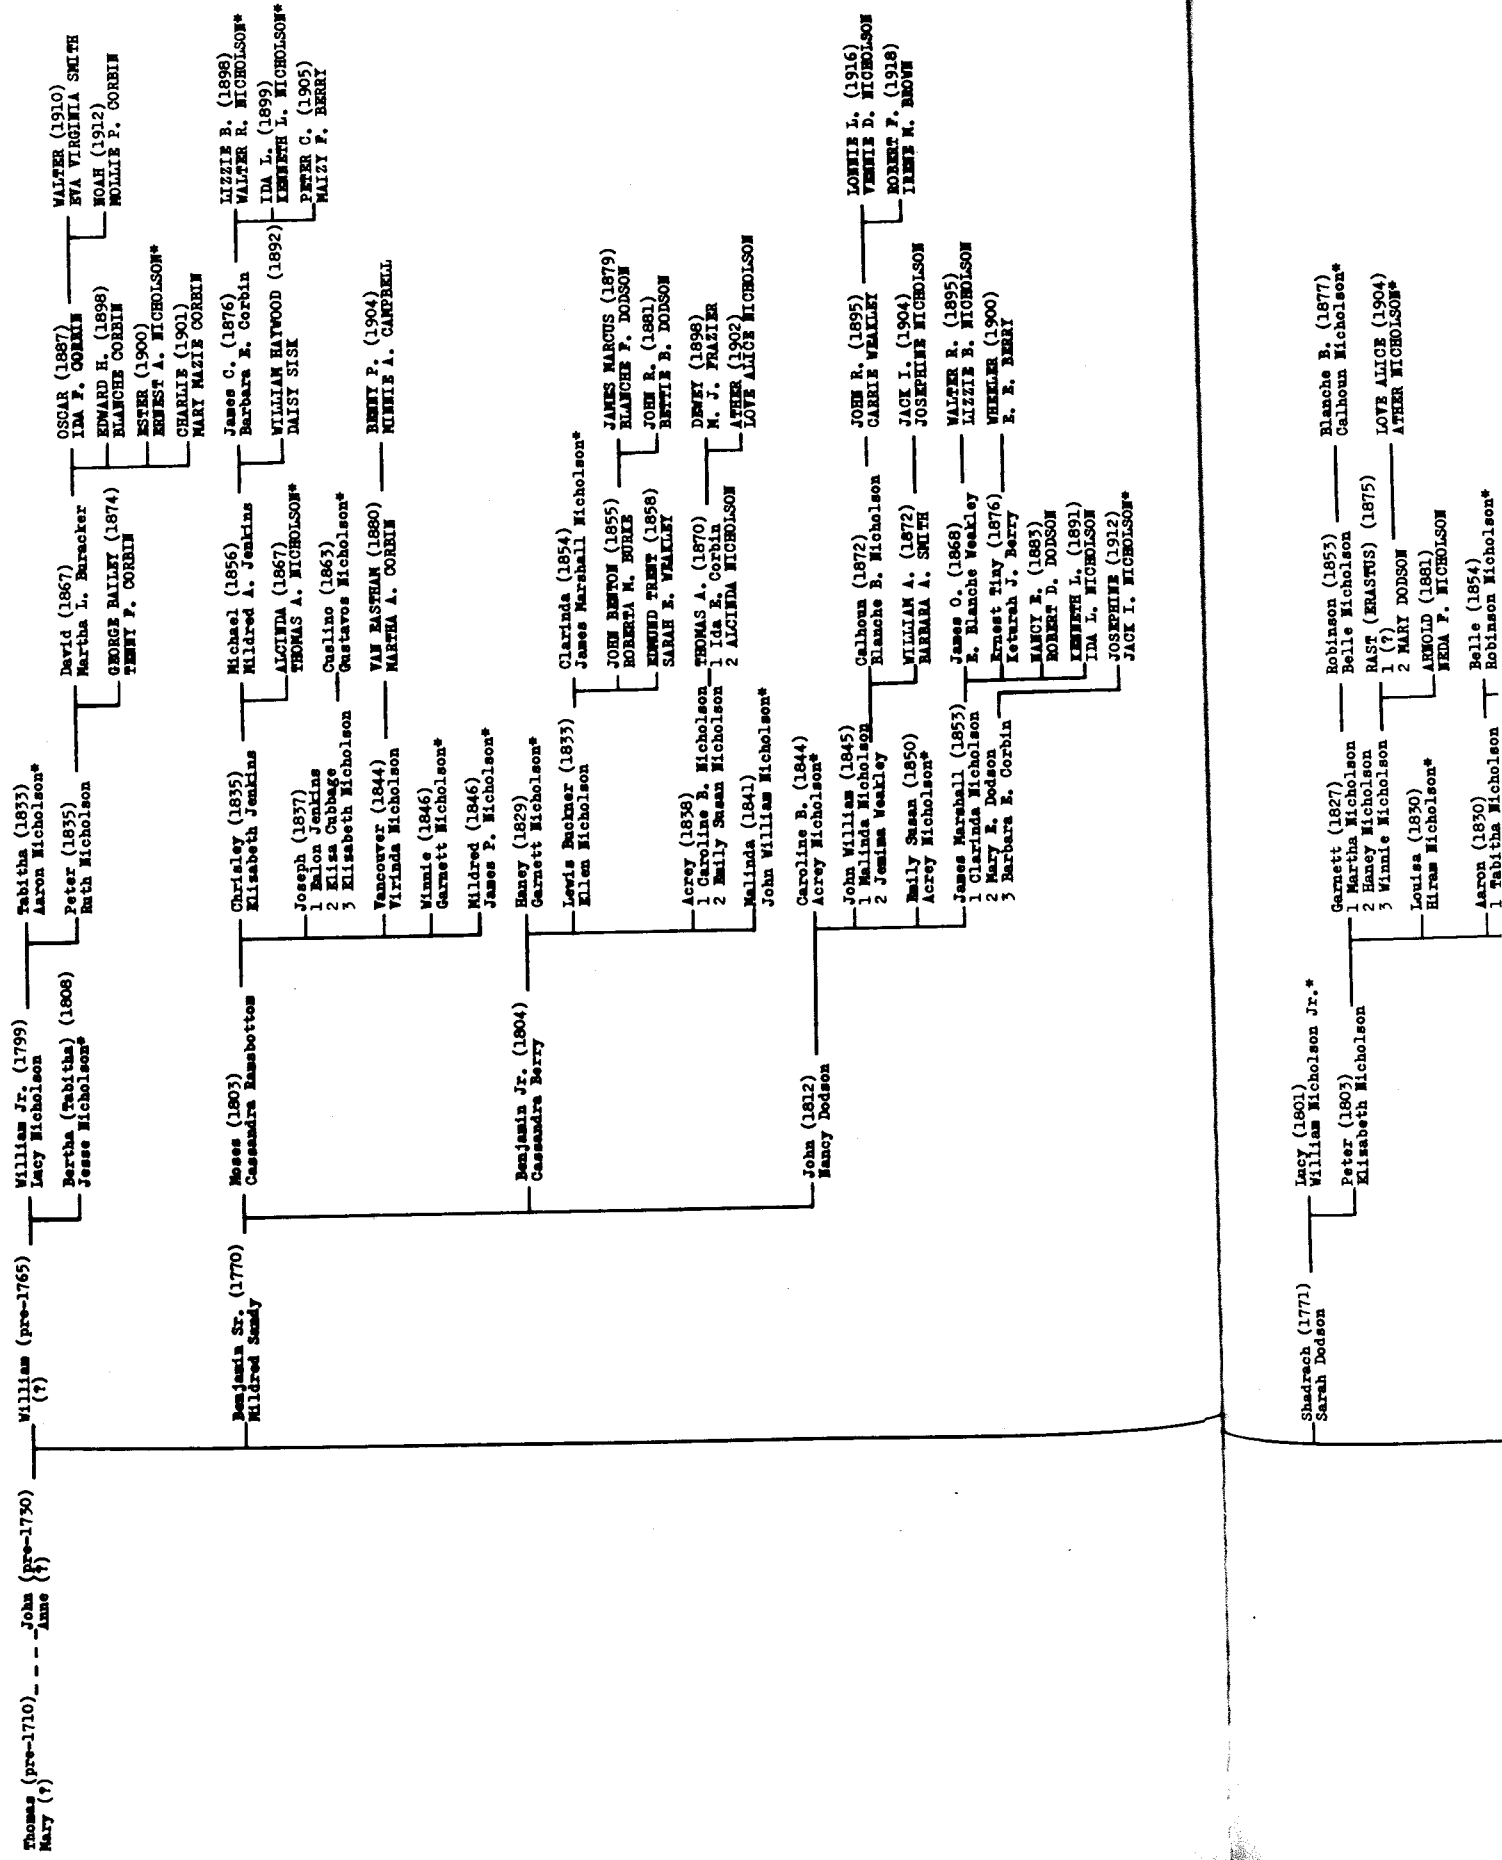 Thomas (pre-1710)
Mary (?)
John (pre-1730)
Anne (?)
William (pre-1765)
(?)
William Jr. (1799)
Lucy Nicholson
Tabitha (1833)
Aaron Nicholson*
Peter (1835)
Ruth Nicholson
David (1867)
Martha L. Buracker
OSCAR (1887)
IDA F. CORBIN
WALTER (1910)
EVA VIRGINIA SMITH
NOAH (1912)
MOLLIE P. CORBIN
EDWARD H. (1898)
BLANCHE CORBIN
ESTER (1900)
ERNEST A. NICHOLSON*
CHARLIE (1901)
MARY MAZIE CORBIN
GEORGE BAILEY (1874)
TENNY F. CORBIN
Bertha (Tabitha) (1808)
Jesse Nicholson*
Benjamin Sr. (1770)
Mildred Sandy
Moses (1803)
Cassandra Ramsbottom
Chrisley (1835)
Elizabeth Jenkins
Michael (1856)
Mildred A. Jenkins
James C. (1876)
Barbara E. Corbin
LIZZIE B. (1898)
WALTER R. NICHOLSON*
IDA L. (1899)
KENNETH L. NICHOLSON*
PETER C. (1905)
MAIZY F. BERRY
WILLIAM HAYWOOD (1892)
DAISY SISK
ALCINDA (1867)
THOMAS A. NICHOLSON*
Joseph (1837)
1 Balon Jenkins
2 Eliza Cubbage
3 Elizabeth Nicholson
Cuslino (1863)
Gustavos Nicholson*
Vancouver (1844)
Virinda Nicholson
VAN EASTHAM (1880)
MARTHA A. CORBIN
BENNY P. (1904)
MINNIE A. CAMPBELL
Winnie (1846)
Garnett Nicholson*
Mildred (1846)
James P. Nicholson*
Benjamin Jr. (1804)
Cassandra Berry
Haney (1829)
Garnett Nicholson*
Lewis Buckner (1833)
Ellen Nicholson
Clarinda (1854)
James Marshall Nicholson*
JOHN BENTON (1855)
ROBERTA M. BURKE
JAMES MARCUS (1879)
BLANCHE F. DODSON
JOHN R. (1881)
BETTIE B. DODSON
EDMUND TRENT (1858)
SARAH E. WEAKLEY
Acrey (1838)
1 Caroline B. Nicholson
2 Emily Susan Nicholson
THOMAS A. (1870)
1 Ida E. Corbin
2 ALCINDA NICHOLSON
DEWEY (1898)
M. J. FRAZIER
ATHER (1902)
LOVE ALICE NICHOLSON
Malinda (1841)
John William Nicholson*
John (1812)
Nancy Dodson
Caroline B. (1844)
Acrey Nicholson*
John William (1845)
1 Malinda Nicholson
2 Jemima Weakley
Calhoun (1872)
Blanche B. Nicholson
JOHN R. (1895)
CARRIE WEAKLEY
LONNIE L. (1916)
VENNIE D. NICHOLSON
ROBERT F. (1918)
IRENE M. BROWN
WILLIAM A. (1872)
BARBARA A. SMITH
JACK I. (1904)
JOSEPHINE NICHOLSON
Emily Susan (1850)
Acrey Nicholson*
James Marshall (1853)
1 Clarinda Nicholson
2 Mary E. Dodson
3 Barbara E. Corbin
James O. (1868)
E. Blanche Weakley
WALTER R. (1895)
LIZZIE B. NICHOLSON
Ernest Tiny (1876)
Keturah J. Berry
WHEELER (1900)
E. E. BERRY
NANCY E. (1883)
ROBERT D. DODSON
KENNETH L. (1891)
IDA L. NICHOLSON
JOSEPHINE (1912)
JACK I. NICHOLSON*
Shadrach (1771)
Sarah Dodson
Lucy (1801)
William Nicholson Jr.*
Peter (1803)
Elizabeth Nicholson
Garnett (1827)
1 Martha Nicholson
2 Haney Nicholson
3 Winnie Nicholson
Robinson (1853)
Belle Nicholson
Blanche B. (1877)
Calhoun Nicholson*
RAST (ERASTUS) (1875)
1 (?)
2 MARY DODSON
LOVE ALICE (1904)
ATHER NICHOLSON*
ARNOLD (1881)
NEDA P. NICHOLSON
Louisa (1830)
Hiram Nicholson*
Aaron (1830)
1 Tabitha Nicholson
Belle (1854)
Robinson Nicholson*